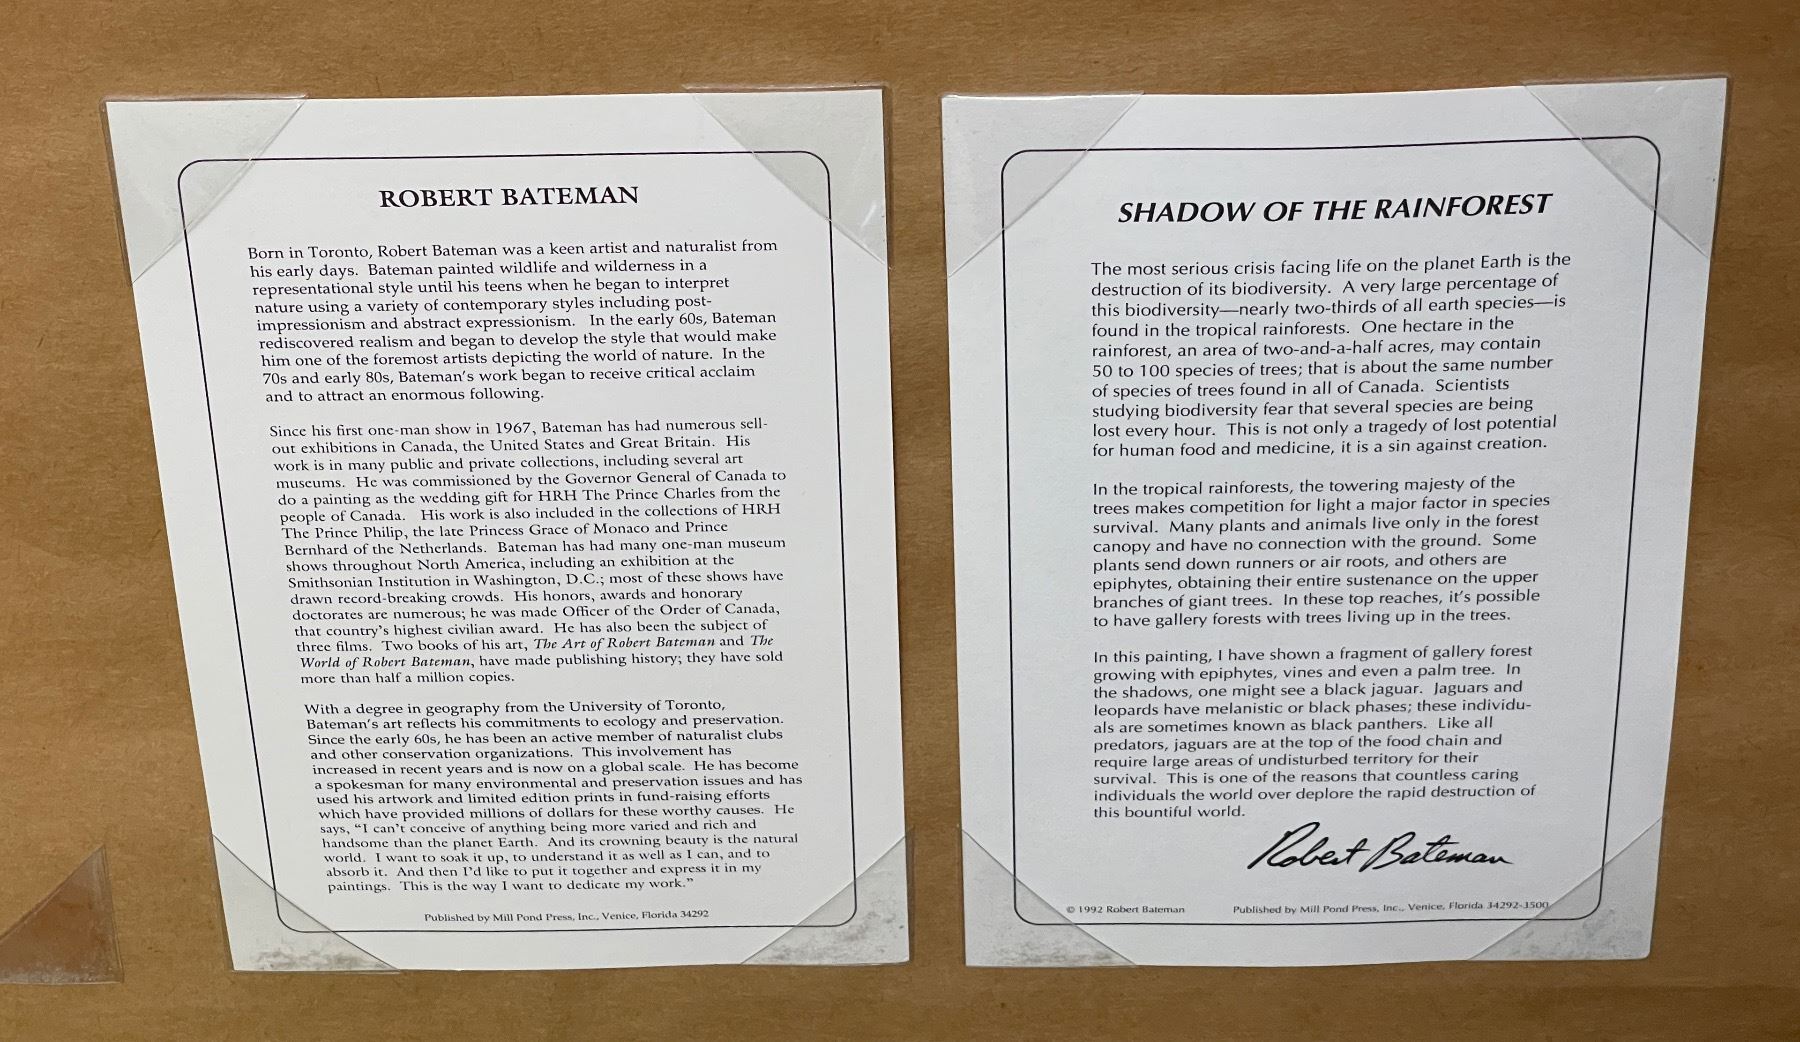 ROBERT BATEMAN
Born in Toronto, Robert Bateman was a keen artist and naturalist from
his early days. Bateman painted wildlife and wilderness in a
representational style until his teens when he began to interpret
nature using a variety of contemporary styles including post-
impressionism and abstract expressionism. In the early 60s, Bateman
rediscovered realism and began to develop the style that would make
him one of the foremost artists depicting the world of nature. In the
70s and early 80s, Bateman's work began to receive critical acclaim
and to attract an enormous following.
Since his first one-man show in 1967, Bateman has had numerous sell-
out exhibitions in Canada, the United States and Great Britain. His
work is in many public and private collections, including several art
museums. He was commissioned by the Governor General of Canada to
do a painting as the wedding gift for HRH The Prince Charles from the
people of Canada. His work is also included in the collections of HRH
The Prince Philip, the late Princess Grace of Monaco and Prince
Bernhard of the Netherlands. Bateman has had many one-man museum
shows throughout North America, including an exhibition at the
Smithsonian Institution in Washington, D.C.; most of these shows have
drawn record-breaking crowds. His honors, awards and honorary
doctorates are numerous; he was made Officer of the Order of Canada,
that country's highest civilian award. He has also been the subject of
three films. Two books of his art, The Art of Robert Bateman and The
World of Robert Bateman, have made publishing history; they have sold
more than half a million copies.
With a degree in geography from the University of Toronto,
Bateman's art reflects his commitments to ecology and preservation.
Since the early 60s, he has been an active member of naturalist clubs
and other conservation organizations. This involvement has
increased in recent years and is now on a global scale. He has become
a spokesman for many environmental and preservation issues and has
used his artwork and limited edition prints in fund-raising efforts
which have provided millions of dollars for these worthy causes. He
says, "I can't conceive of anything being more varied and rich and
handsome than the planet Earth. And its crowning beauty is the natural
world. I want to soak it up, to understand it as well as I can, and to
absorb it. And then I'd like to put it together and express it in my
paintings. This is the way I want to dedicate my work."
Published by Mill Pond Press, Inc., Venice, Florida 34292
SHADOW OF THE RAINFOREST
The most serious crisis facing life on the planet Earth is the
destruction of its biodiversity. A very large percentage of
this biodiversity—nearly two-thirds of all earth species—is
found in the tropical rainforests. One hectare in the
rainforest, an area of two-and-a-half acres, may contain
50 to 100 species of trees; that is about the same number
of species of trees found in all of Canada. Scientists
studying biodiversity fear that several species are being
lost every hour. This is not only a tragedy of lost potential
for human food and medicine, it is a sin against creation.
In the tropical rainforests, the towering majesty of the
trees makes competition for light a major factor in species
survival. Many plants and animals live only in the forest
canopy and have no connection with the ground. Some
plants send down runners or air roots, and others are
epiphytes, obtaining their entire sustenance on the upper
branches of giant trees. In these top reaches, it's possible
to have gallery forests with trees living up in the trees.
In this painting, I have shown a fragment of gallery forest
growing with epiphytes, vines and even a palm tree. In
the shadows, one might see a black jaguar. Jaguars and
leopards have melanistic or black phases; these individu-
als are sometimes known as black panthers. Like all
predators, jaguars are at the top of the food chain and
require large areas of undisturbed territory for their
survival. This is one of the reasons that countless caring
individuals the world over deplore the rapid destruction of
this bountiful world.
Robert Bateman
© 1992 Robert Bateman Published by Mill Pond Press, Inc., Venice, Florida 34292-3500